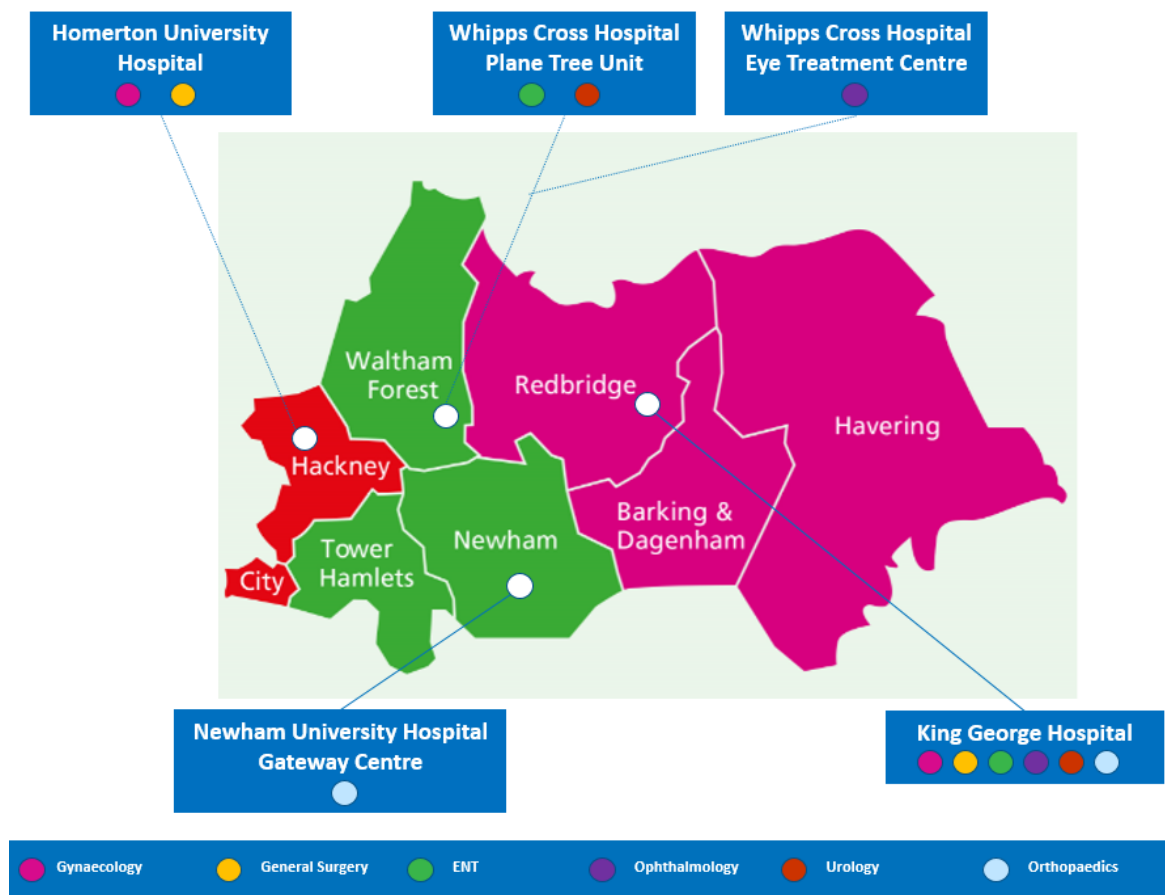 Homerton University
Hospital
Whipps Cross Hospital
Plane Tree Unit
Whipps Cross Hospital
Eye Treatment Centre
Waltham
Forest
Redbridge
Havering
Hackney
Barking &
Dagenham
Newham
Tower
Hamlets
City
Newham University Hospital
Gateway Centre
King George Hospital
Gynaecology
General Surgery
ENT
Ophthalmology
Urology
Orthopaedics